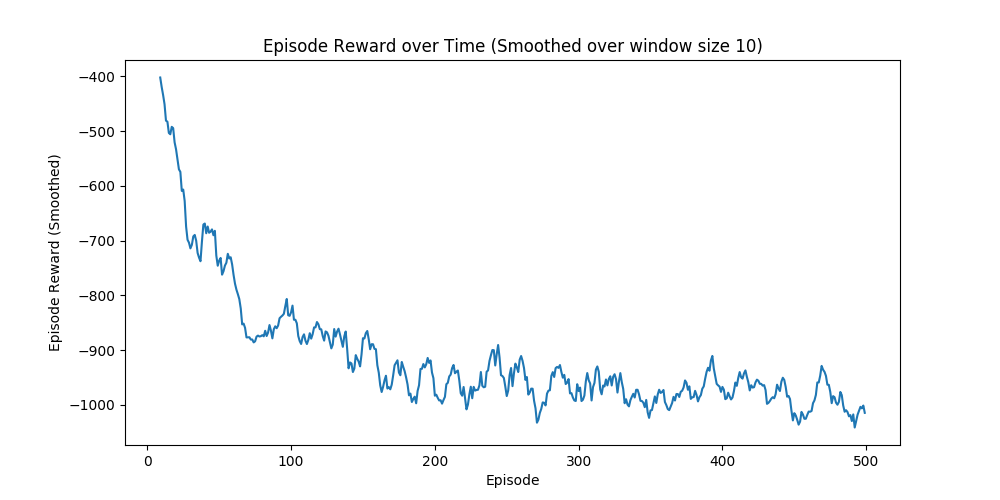 Episode Reward over Time (Smoothed over window size 10)
Episode Reward (Smoothed)
−400
−500
−600
−700
−800
−900
−1000
0 100 200 300 400 500
Episode